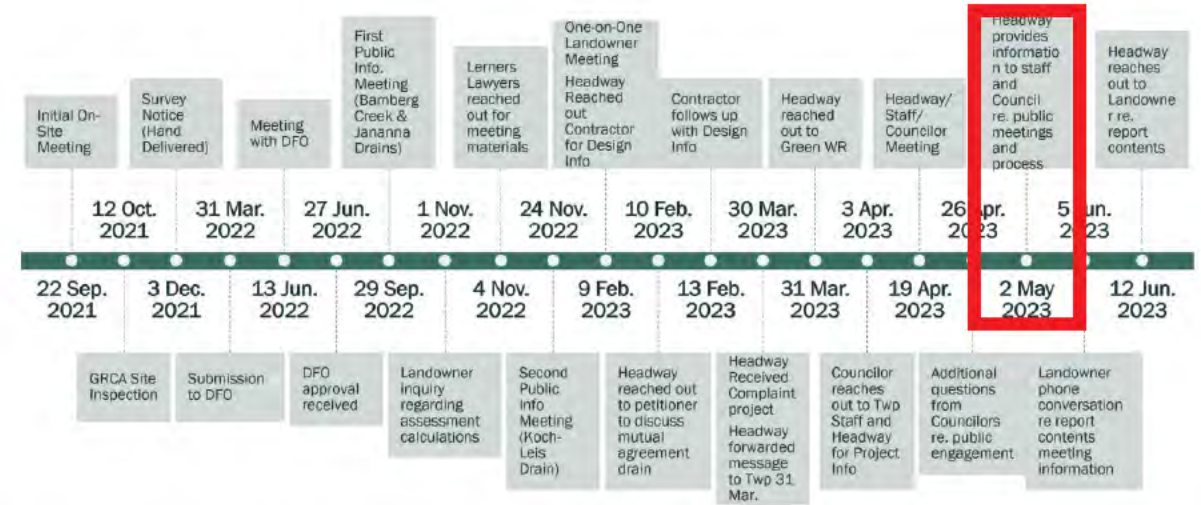 Initial On-
Site
Meeting
Survey
Notice
(Hand
Delivered)
Meeting
with DFO
First
Public
Info.
Meeting
(Bamberg
Creek &
Jananna
Drains)
Lerners
Lawyers
reached
out for
meeting
materials
One-on-One
Landowner
Meeting
Headway
Reached
out
Contractor
for Design
Info
Contractor
follows up
with Design
Info
Headway
reached
out to
Green WR
Headway/
Staff/
Councilor
Meeting
Headway
provides
informatio
n to staff
and
Council
re. public
meetings
and
process
Headway
reaches
out to
Landowne
r re.
report
contents
12 Oct.
2021
31 Mar.
2022
27 Jun.
2022
1 Nov.
2022
24 Nov.
2022
10 Feb.
2023
30 Mar.
2023
3 Apr.
2023
26 Apr.
2023
5 Jun.
2023
22 Sep.
2021
3 Dec.
2021
13 Jun.
2022
29 Sep.
2022
4 Nov.
2022
9 Feb.
2023
13 Feb.
2023
31 Mar.
2023
19 Apr.
2023
2 May
2023
12 Jun.
2023
GRCA Site
Inspection
Submission
to DFO
DFO
approval
received
Landowner
inquiry
regarding
assessment
calculations
Second
Public
Info
Meeting
(Koch-
Leis
Drain)
Headway
reached out
to petitioner
to discuss
mutual
agreement
drain
Headway
Received
Complaint
project
Headway
forwarded
message
to Twp 31
Mar.
Councilor
reaches
out to Twp
Staff and
Headway
for Project
Info
Additional
questions
from
Councilors
re. public
engagement
Landowner
phone
conversation
re report
contents
meeting
information